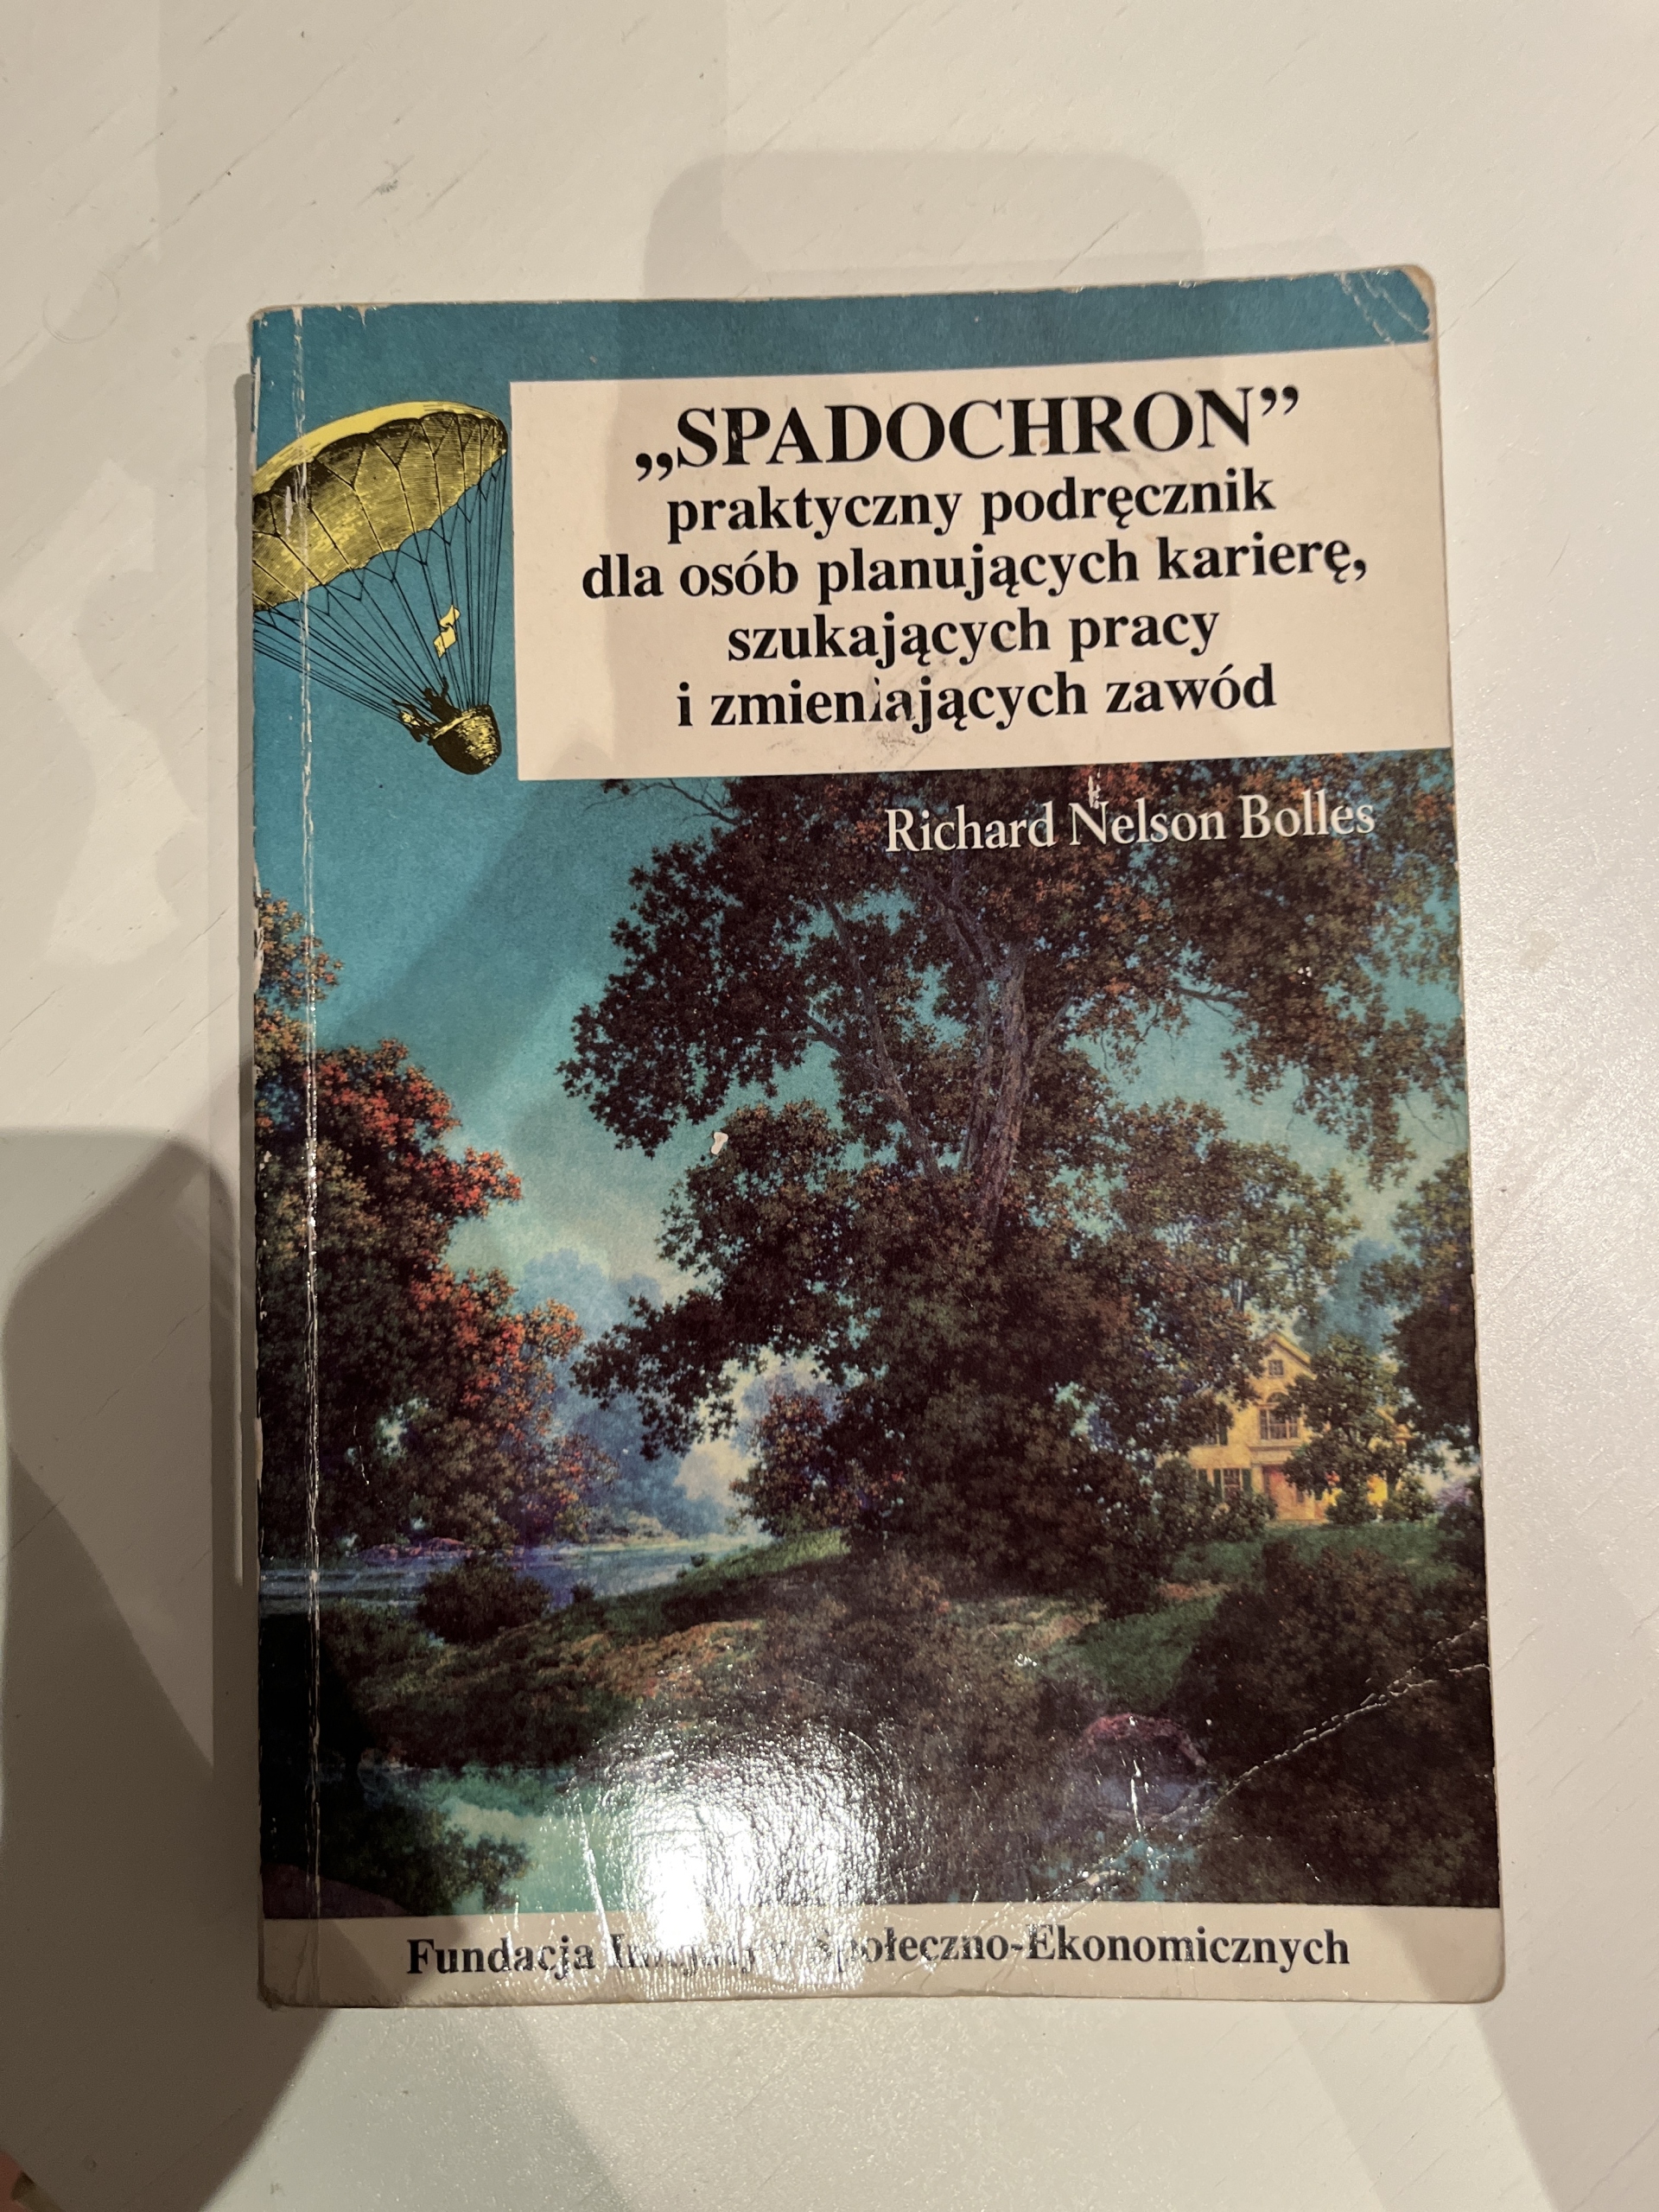 „SPADOCHRON”
praktyczny podręcznik
dla osób planujących karierę,
szukających pracy
i zmieniających zawód
Richard Nelson Bolles
Fundacja Społeczno-Ekonomicznych